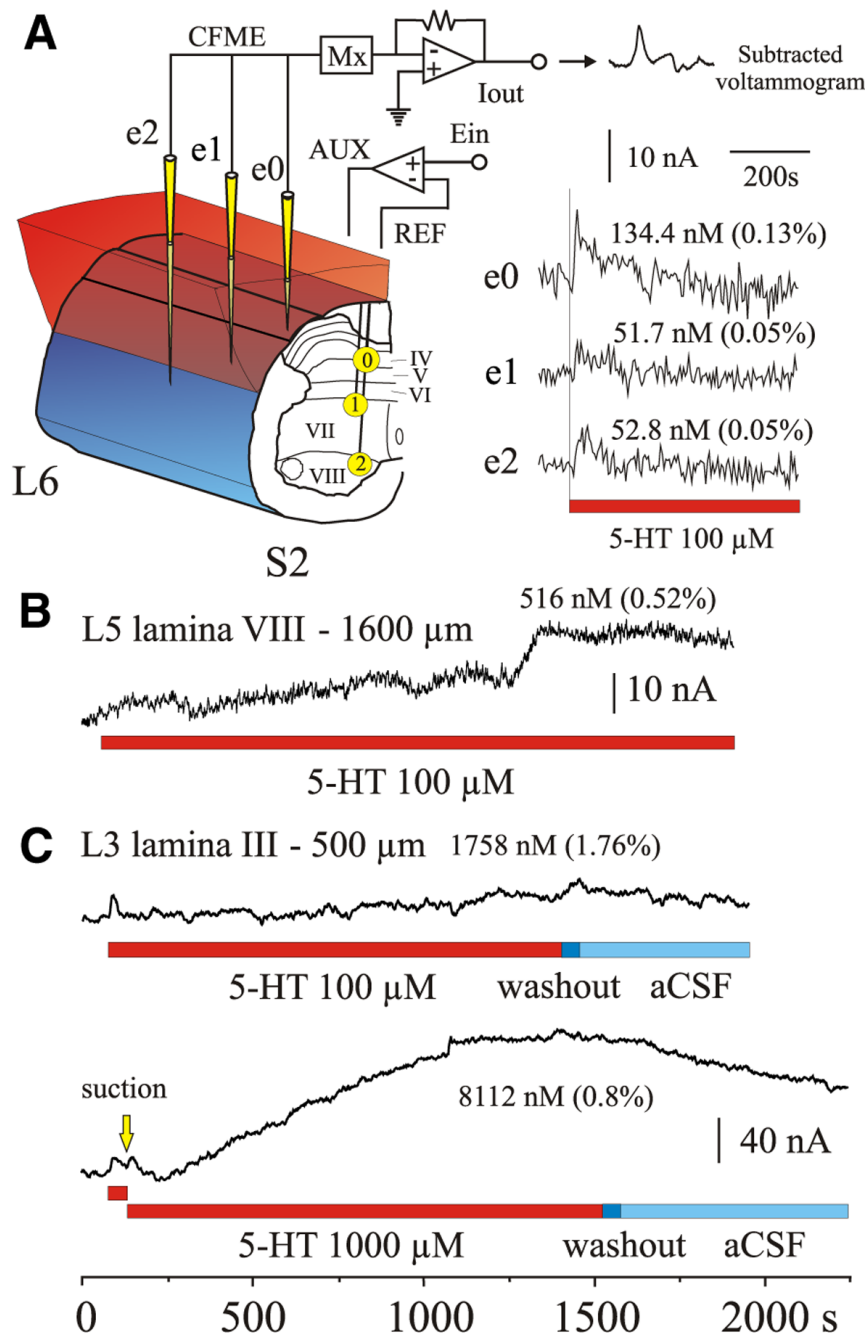 A
CFME
Mx
Iout
Subtracted
voltammogram
e2
e1
e0
AUX
Ein
REF
10 nA
200s
-
+
+
-
L6
S2
0
1
2
IV
V
VI
VII
VIII
e0
134.4 nM (0.13%)
e1
51.7 nM (0.05%)
e2
52.8 nM (0.05%)
5-HT 100 µM
B
L5 lamina VIII - 1600 µm
516 nM (0.52%)
10 nA
5-HT 100 µM
C
L3 lamina III - 500 µm
1758 nM (1.76%)
5-HT 100 µM
washout
aCSF
suction
8112 nM (0.8%)
40 nA
5-HT 1000 µM
washout
aCSF
0 500 1000 1500 2000 s